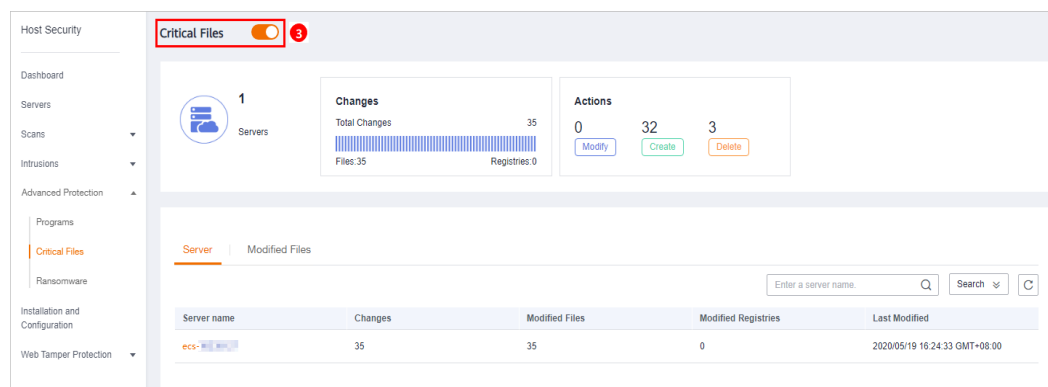 Host Security
Critical Files
3
Dashboard
Servers
Scans
Intrusions
Advanced Protection
Programs
Critical Files
Ransomware
Installation and
Configuration
Web Tamper Protection
1
Servers
Changes
Total Changes 35
Files:35 Registries:0
Actions
0 32 3
Modify Create Delete
Server Modified Files
Enter a server name. Search
Server name Changes Modified Files Modified Registries Last Modified
ecs- 35 35 0 2020/05/19 16:24:33 GMT+08:00